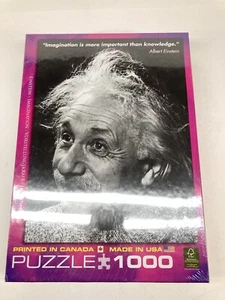 "Imagination is more important than knowledge."
Albert Einstein
PRINTED IN CANADA MADE IN USA
PUZZLE 1000